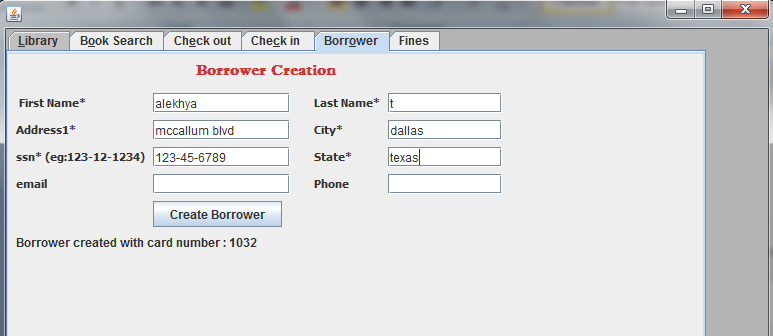 Library Book Search Check out Check in Borrower Fines
Borrower Creation
First Name* alekhya Last Name* t
Address1* mccallum blvd City* dallas
ssn* (eg:123-12-1234) 123-45-6789 State* texas
email Phone
Create Borrower
Borrower created with card number : 1032